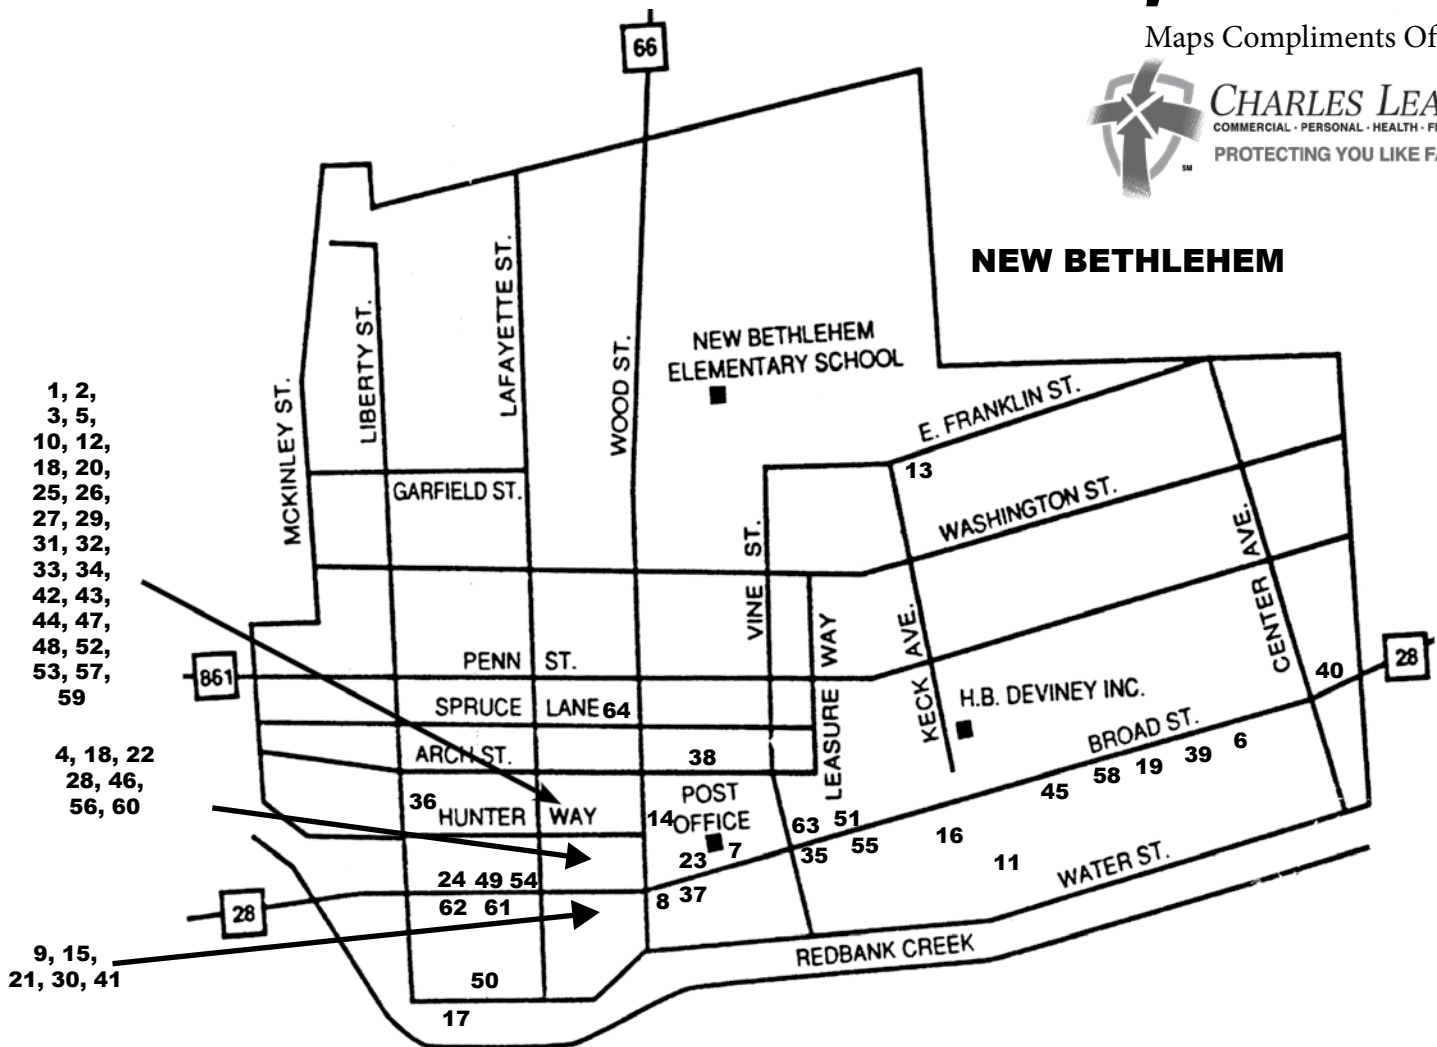 Maps Compliments Of
CHARLES LEA
COMMERCIAL · PERSONAL · HEALTH · F
PROTECTING YOU LIKE FA
SM
NEW BETHLEHEM
66
NEW BETHLEHEM
ELEMENTARY SCHOOL
MCKINLEY ST.
LIBERTY ST.
LAFAYETTE ST.
WOOD ST.
GARFIELD ST.
E. FRANKLIN ST.
13
WASHINGTON ST.
VINE ST.
LEASURE WAY
KECK AVE.
CENTER AVE.
1, 2,
3, 5,
10, 12,
18, 20,
25, 26,
27, 29,
31, 32,
33, 34,
42, 43,
44, 47,
48, 52,
53, 57,
59
861
PENN ST.
SPRUCE LANE 64
ARCH ST.
38
H.B. DEVINEY INC.
40
28
BROAD ST.
45 58 19 39 6
4, 18, 22
28, 46,
56, 60
36
HUNTER WAY
14
POST
OFFICE
23 7
63 51
35 55
16
11
WATER ST.
24 49 54
62 61
8 37
28
9, 15,
21, 30, 41
REDBANK CREEK
50
17